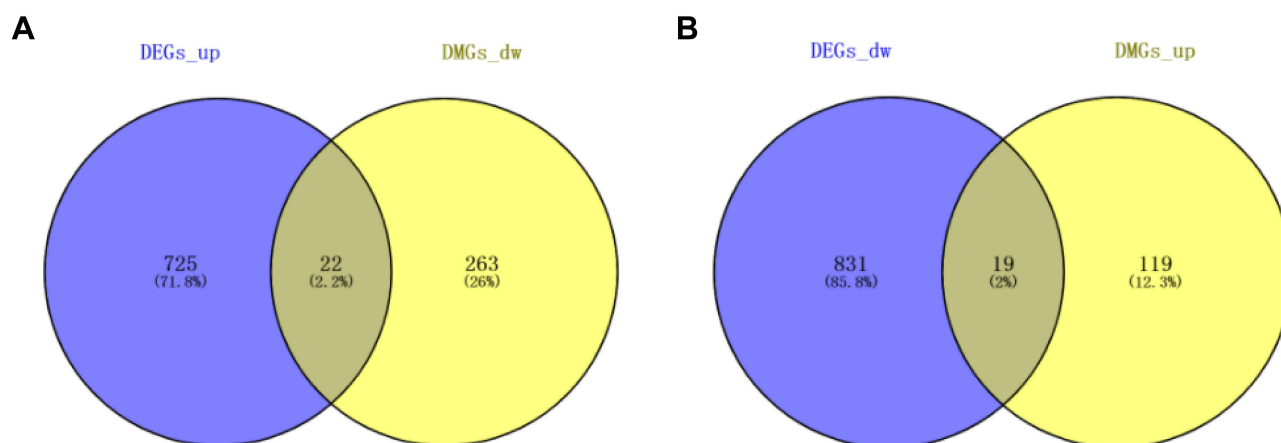 A
DEGs_up
DMGs_dw
725
(71.8%)
22
(2.2%)
263
(26%)
B
DEGs_dw
DMGs_up
831
(85.8%)
19
(2%)
119
(12.3%)